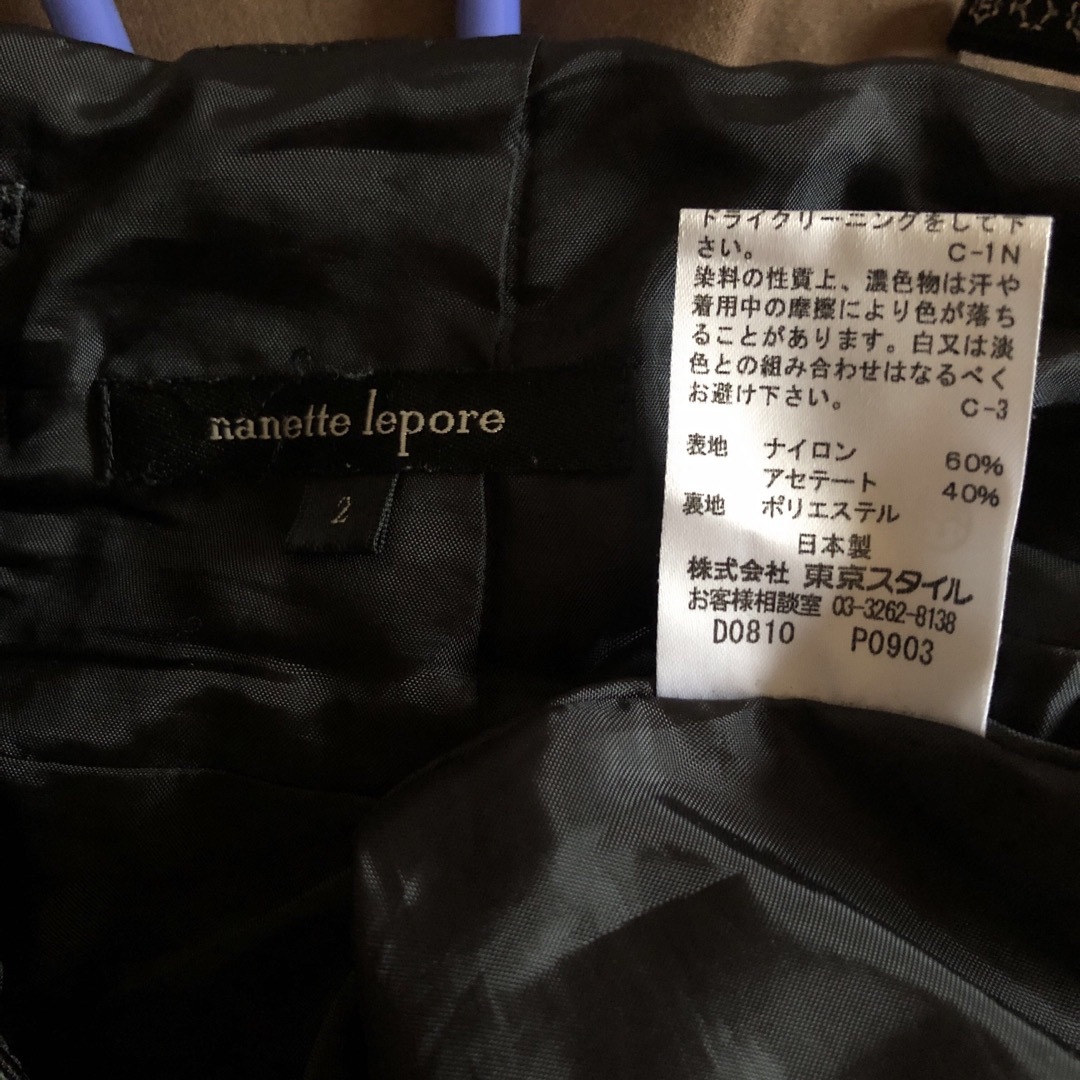 nanette lepore
2
ドライクリーニングをして下
さい。 C-1N
染料の性質上、濃色物は汗や
着用中の摩擦により色が落ち
ることがあります。白又は淡
色との組み合わせはなるべく
お避け下さい。 C-3
表地 ナイロン 60%
アセテート 40%
裏地 ポリエステル
日本製
株式会社 東京スタイル
お客様相談室 03-3262-8138
D0810 P0903